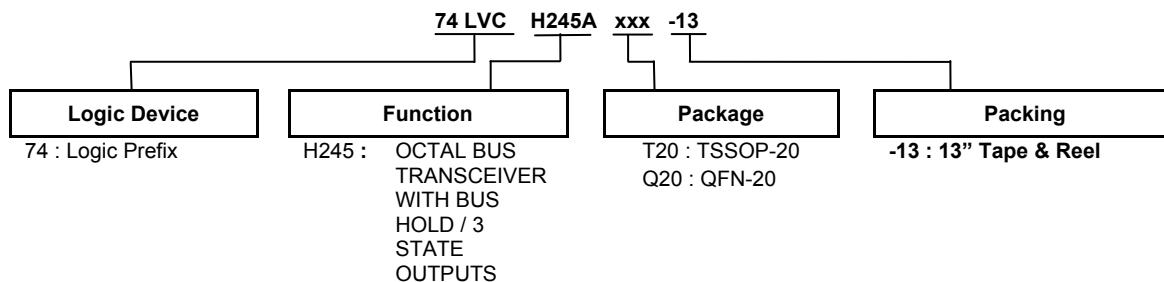 74 LVC H245A xxx -13
Logic Device
Function
Package
Packing
74 : Logic Prefix
H245 : OCTAL BUS
TRANSCEIVER
WITH BUS
HOLD / 3
STATE
OUTPUTS
T20 : TSSOP-20
Q20 : QFN-20
-13 : 13” Tape & Reel